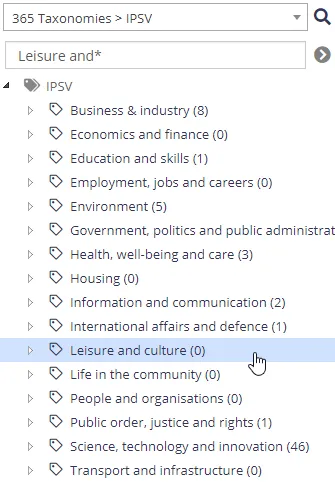 365 Taxonomies > IPSV
Leisure and*
IPSV
Business & industry (8)
Economics and finance (0)
Education and skills (1)
Employment, jobs and careers (0)
Environment (5)
Government, politics and public administrat
Health, well-being and care (3)
Housing (0)
Information and communication (2)
International affairs and defence (1)
Leisure and culture (0)
Life in the community (0)
People and organisations (0)
Public order, justice and rights (1)
Science, technology and innovation (46)
Transport and infrastructure (0)